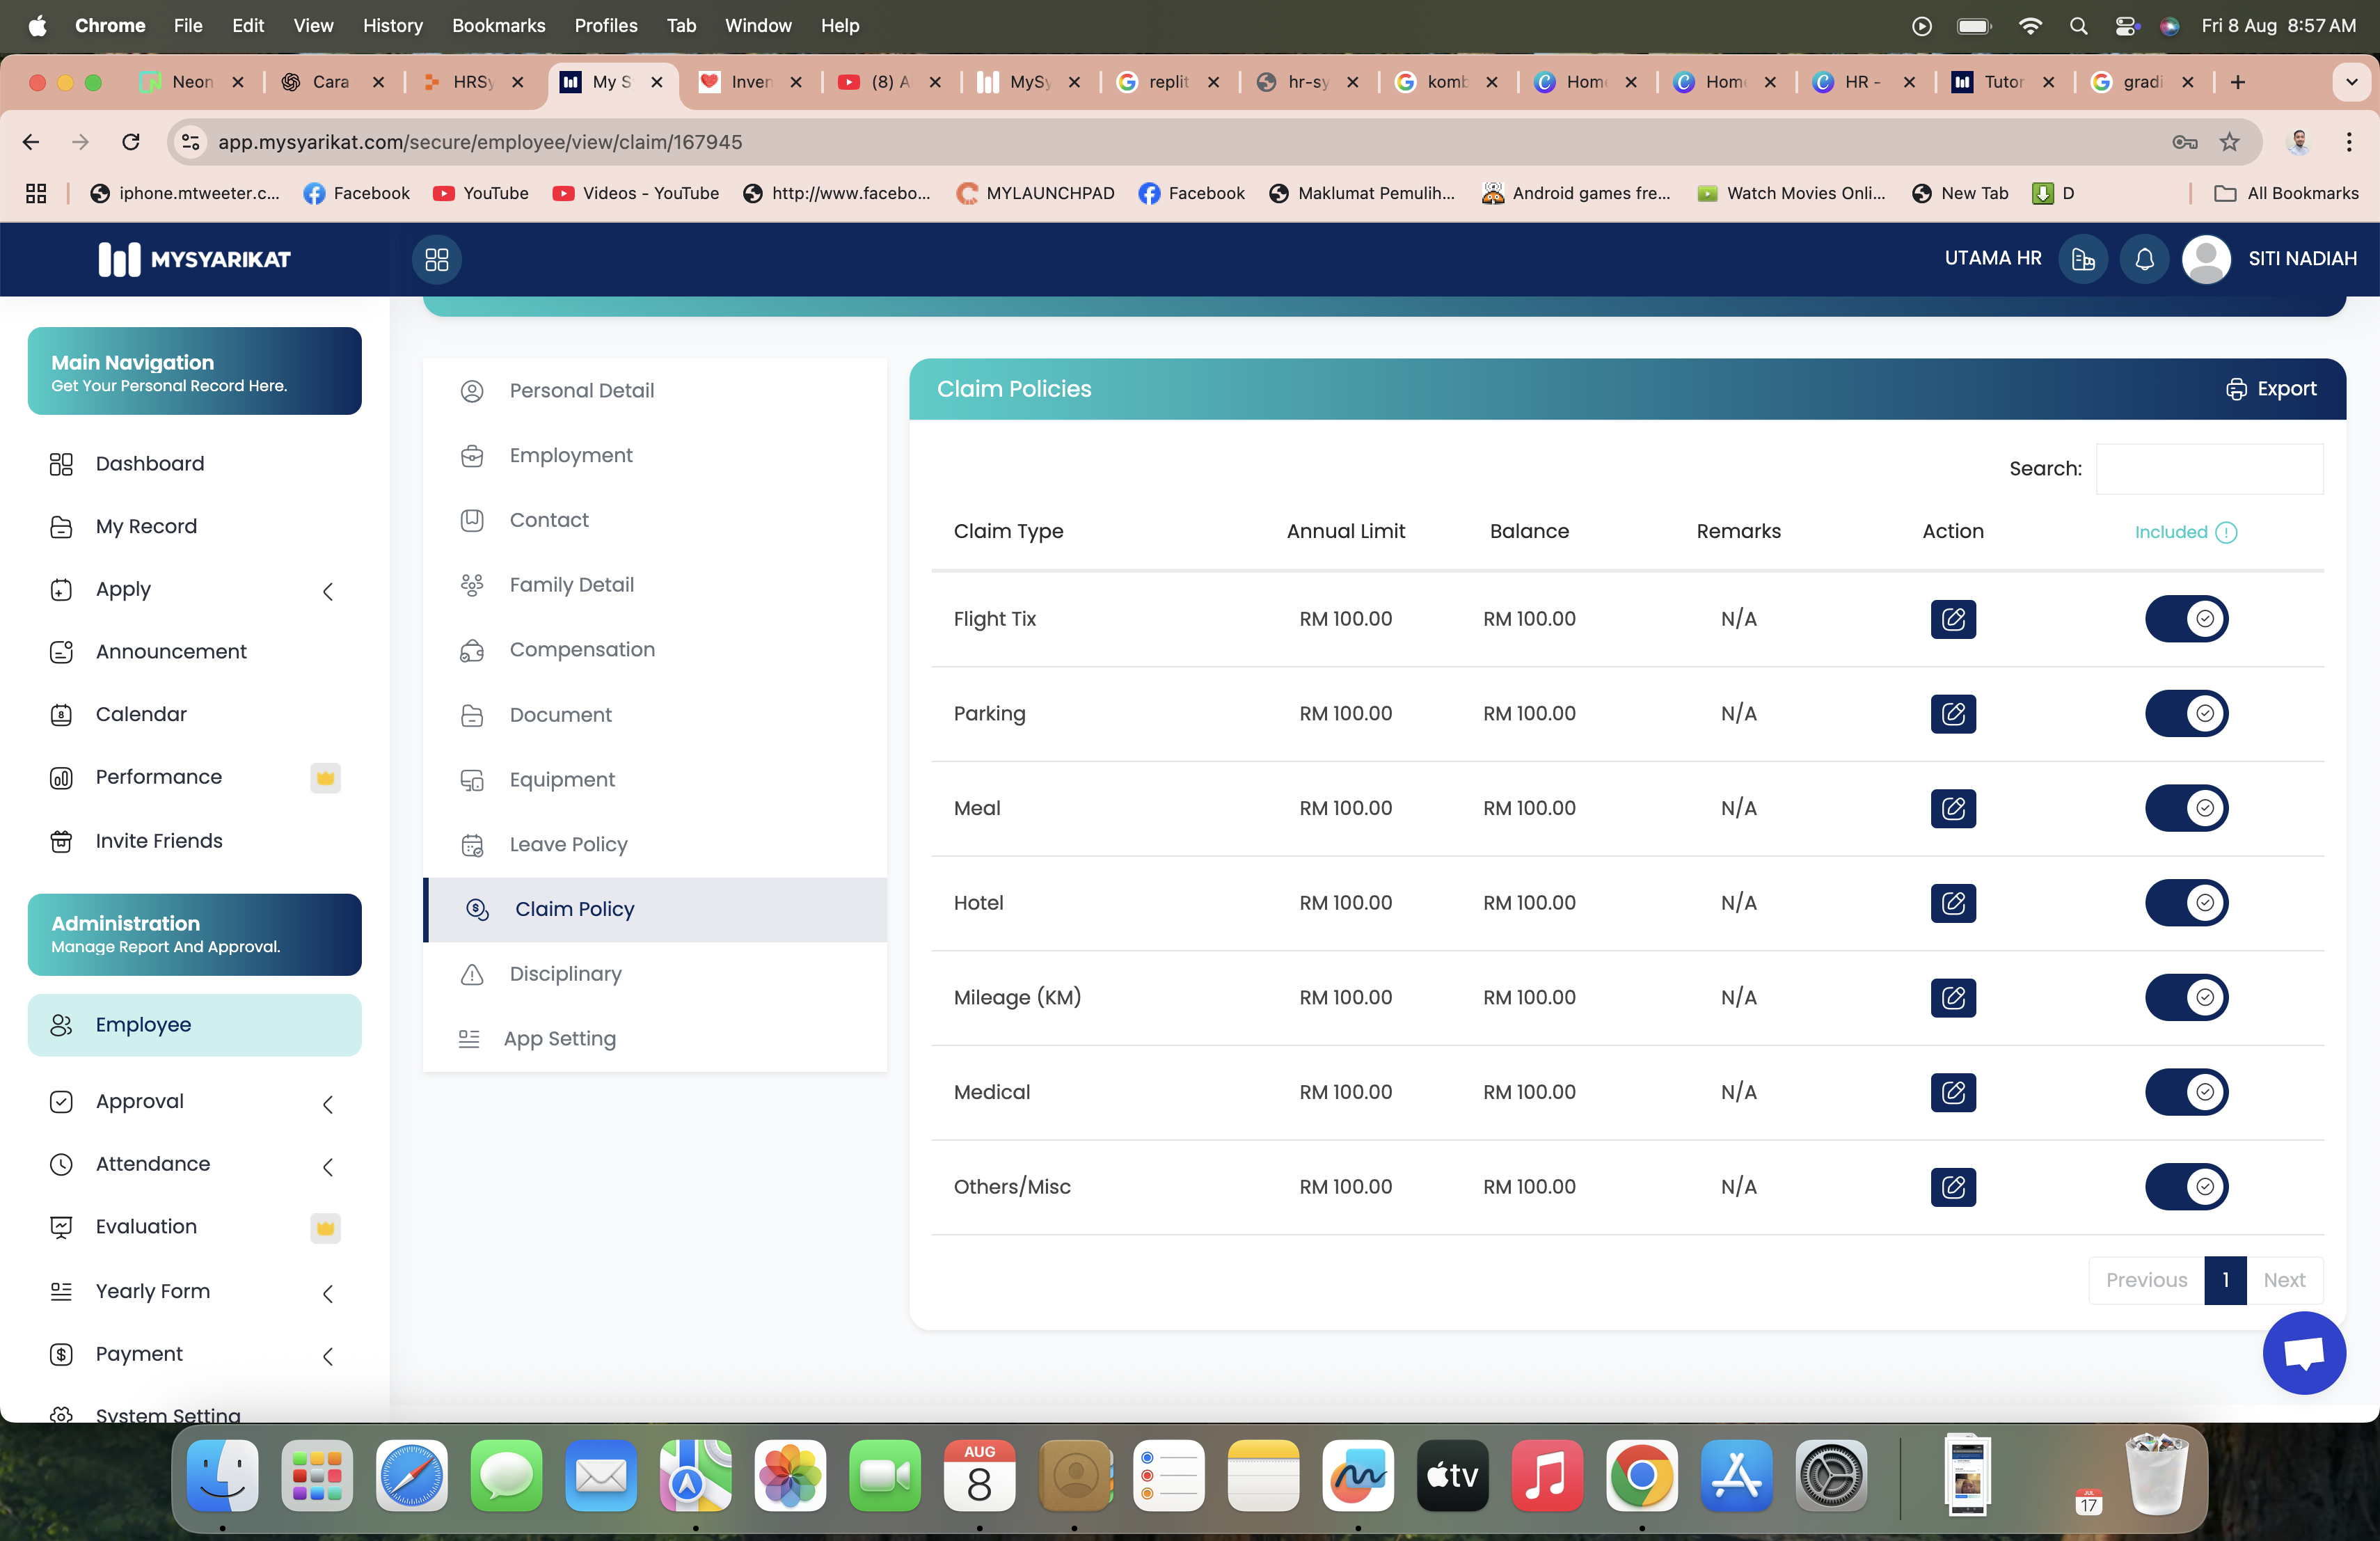 Chrome File Edit View History Bookmarks Profiles Tab Window Help Fri 8 Aug 8:57 AM
Neon Cara HRSy My S Inven (8) A MySy replit hr-sy komb Home Home HR - Tutor gradi
app.mysyarikat.com/secure/employee/view/claim/167945
iphone.mtweeter.c... Facebook YouTube Videos - YouTube http://www.facebo... MYLAUNCHPAD Facebook Maklumat Pemulih... Android games fre... Watch Movies Onli... New Tab D All Bookmarks
MYSYARIKAT UTAMA HR SITI NADIAH
Main Navigation
Get Your Personal Record Here.
Dashboard
My Record
Apply
Announcement
Calendar
Performance
Invite Friends
Administration
Manage Report And Approval.
Employee
Approval
Attendance
Evaluation
Yearly Form
Payment
System Setting
Personal Detail
Employment
Contact
Family Detail
Compensation
Document
Equipment
Leave Policy
Claim Policy
Disciplinary
App Setting
Claim Policies Export
Search:
Claim Type Annual Limit Balance Remarks Action Included
Flight Tix RM 100.00 RM 100.00 N/A
Parking RM 100.00 RM 100.00 N/A
Meal RM 100.00 RM 100.00 N/A
Hotel RM 100.00 RM 100.00 N/A
Mileage (KM) RM 100.00 RM 100.00 N/A
Medical RM 100.00 RM 100.00 N/A
Others/Misc RM 100.00 RM 100.00 N/A
Previous 1 Next
AUG
8
tv
JUL
17